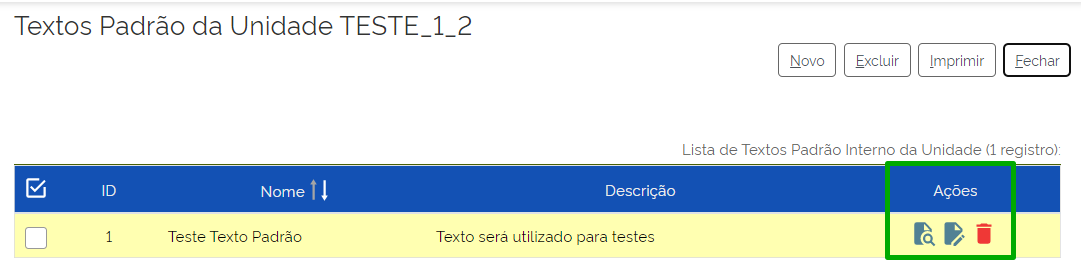 Textos Padrão da Unidade TESTE_1_2
Novo Excluir Imprimir Fechar
Lista de Textos Padrão Interno da Unidade (1 registro):
ID Nome Descrição Ações
1 Teste Texto Padrão Texto será utilizado para testes